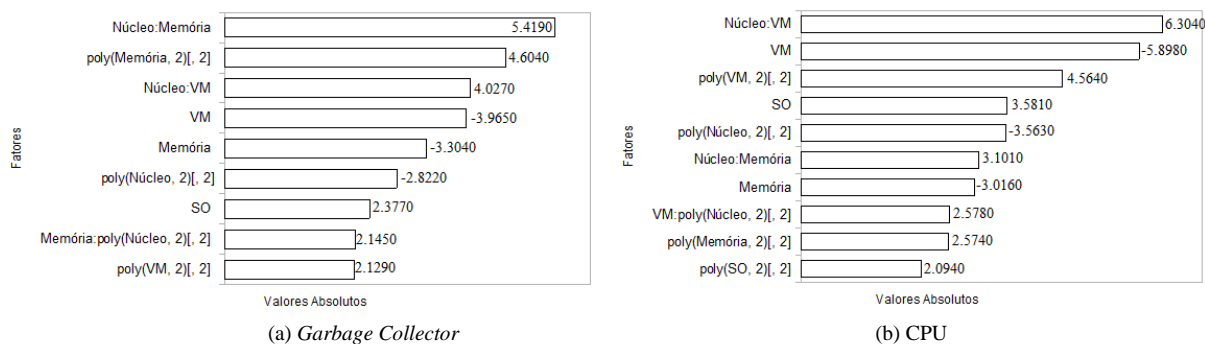 Fatores
Núcleo:Memória 5.4190
poly(Memória, 2)[, 2] 4.6040
Núcleo:VM 4.0270
VM -3.9650
Memória -3.3040
poly(Núcleo, 2)[, 2] -2.8220
SO 2.3770
Memória:poly(Núcleo, 2)[, 2] 2.1450
poly(VM, 2)[, 2] 2.1290
Valores Absolutos
(a) Garbage Collector
Fatores
Núcleo:VM 6.3040
VM -5.8980
poly(VM, 2)[, 2] 4.5640
SO 3.5810
poly(Núcleo, 2)[, 2] -3.5630
Núcleo:Memória 3.1010
Memória -3.0160
VM:poly(Núcleo, 2)[, 2] 2.5780
poly(Memória, 2)[, 2] 2.5740
poly(SO, 2)[, 2] 2.0940
Valores Absolutos
(b) CPU